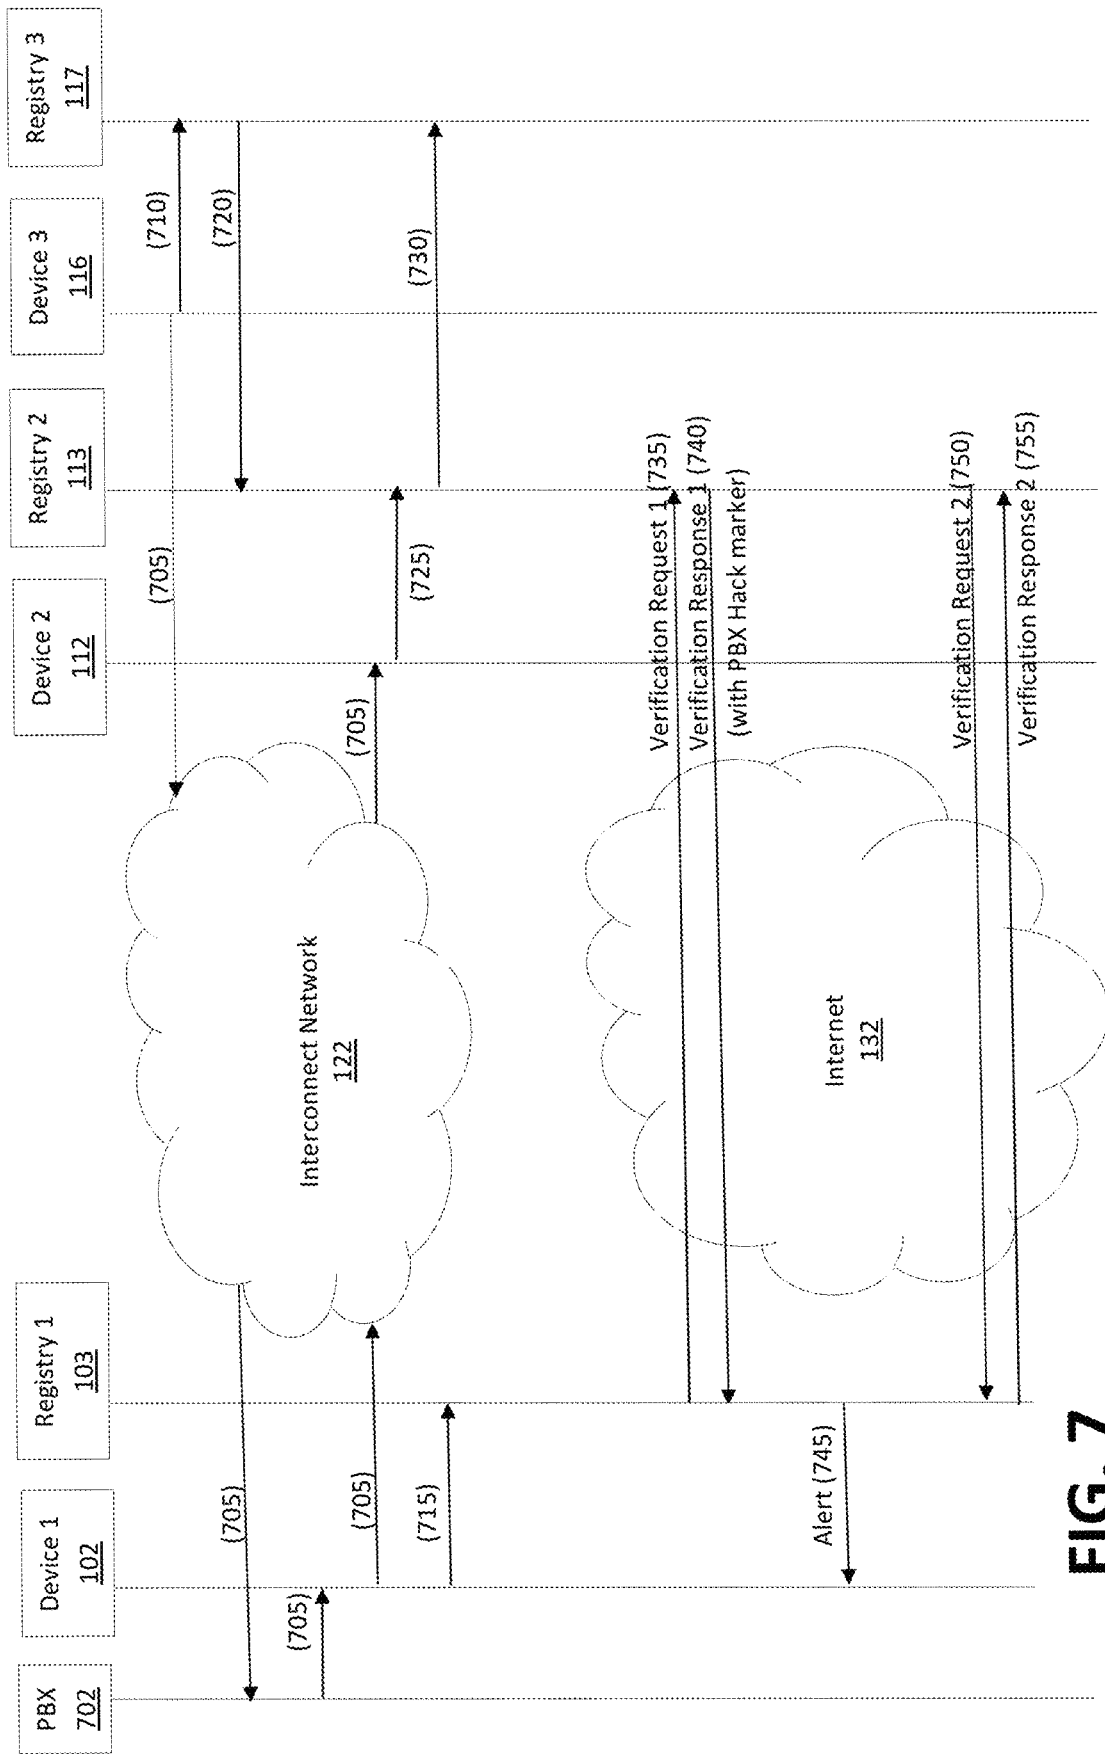 PBX
702
Device 1
102
Registry 1
103
Device 2
112
Registry 2
113
Device 3
116
Registry 3
117
(705)
(710)
(705)
(720)
(705)
Interconnect Network
122
(705)
(705)
(725)
(715)
(730)
Verification Request 1 (735)
Verification Response 1 (740)
(with PBX Hack marker)
Alert (745)
Internet
132
Verification Request 2 (750)
Verification Response 2 (755)
FIG. 7